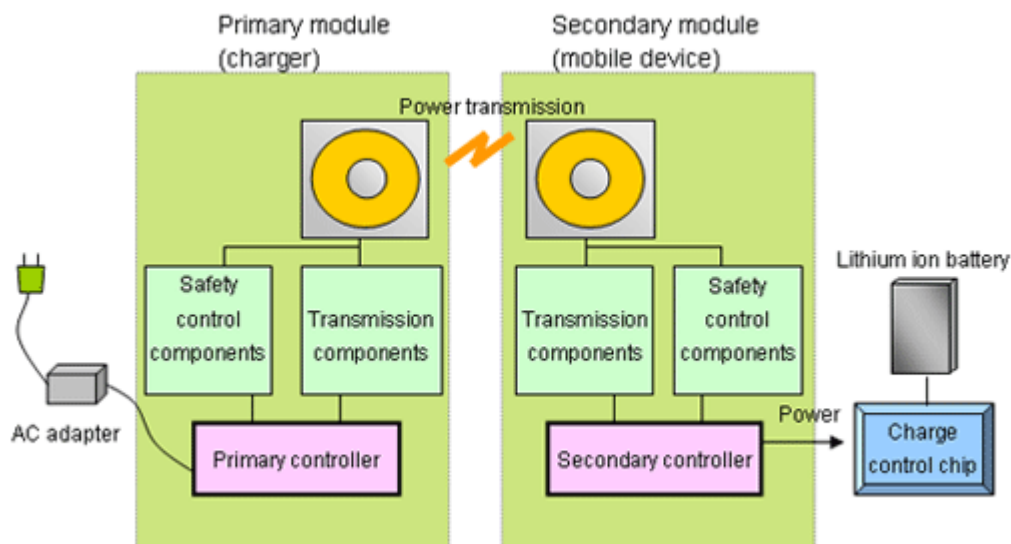 Primary module
(charger)
Secondary module
(mobile device)
Power transmission
Safety
control
components
Transmission
components
Transmission
components
Safety
control
components
Lithium ion battery
AC adapter
Primary controller
Secondary controller
Power
Charge
control chip